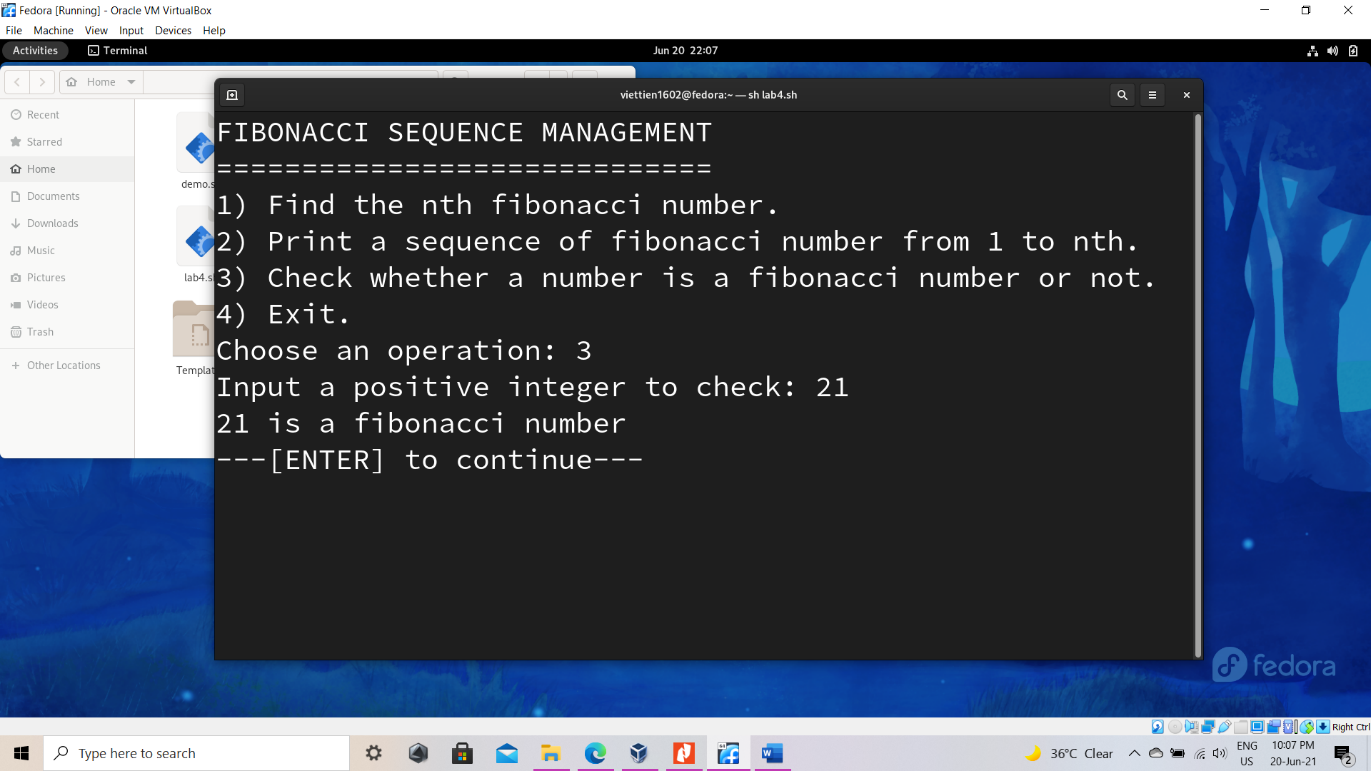 Fedora [Running] - Oracle VM VirtualBox
File Machine View Input Devices Help
Activities Terminal Jun 20 22:07
Home
viettien1602@fedora:~ — sh lab4.sh
Recent
Starred
Home
Documents
Downloads
Music
Pictures
Videos
Trash
+ Other Locations
demo.s
lab4.sh
Templat
FIBONACCI SEQUENCE MANAGEMENT
=============================
1) Find the nth fibonacci number.
2) Print a sequence of fibonacci number from 1 to nth.
3) Check whether a number is a fibonacci number or not.
4) Exit.
Choose an operation: 3
Input a positive integer to check: 21
21 is a fibonacci number
---[ENTER] to continue---
fedora
Right Ctrl
Type here to search
36°C Clear
ENG
US
10:07 PM
20-Jun-21
2